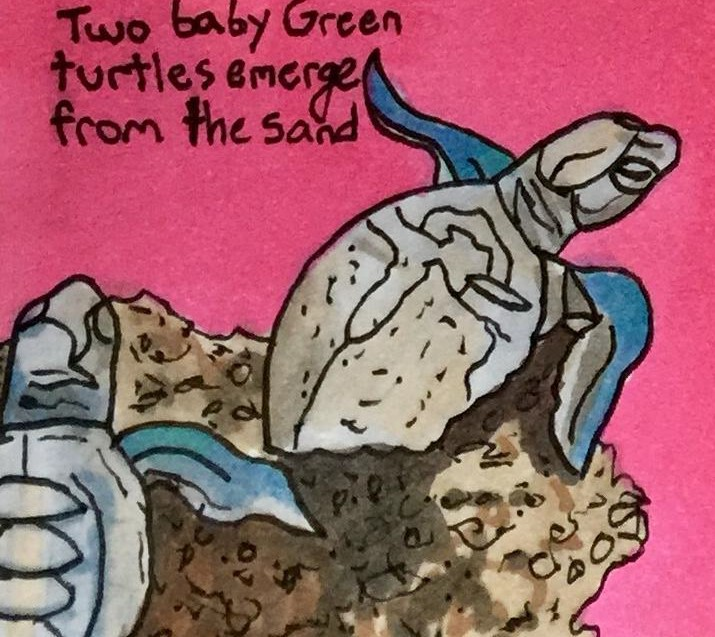 Two baby Green
turtles emerge
from the sand